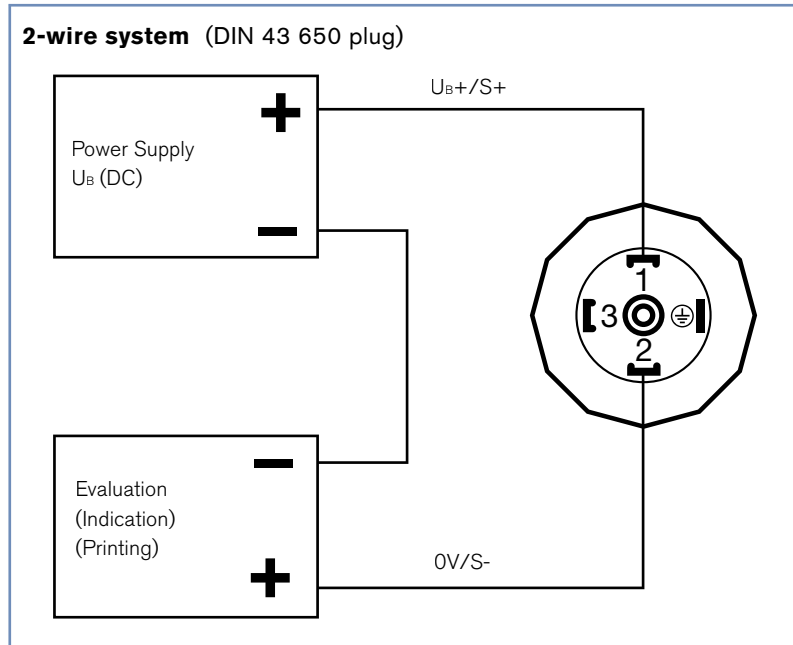 2-wire system (DIN 43 650 plug)
UB+/S+
+
Power Supply
UB (DC)
−
1
3
2
−
Evaluation
(Indication)
(Printing)
+
0V/S-